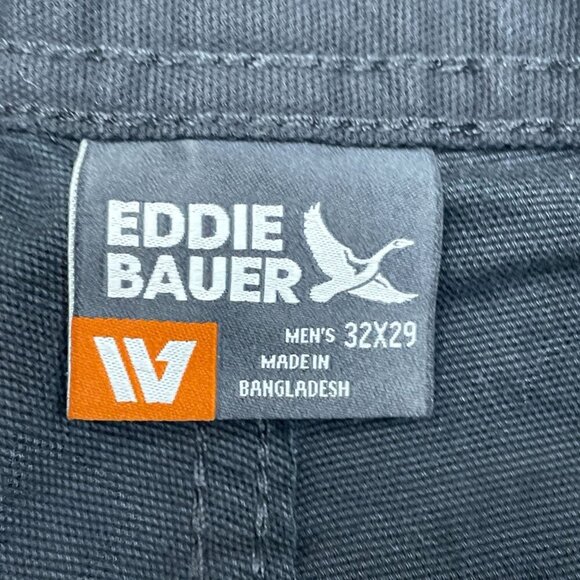 EDDIE
BAUER
W
MEN'S 32X29
MADE IN
BANGLADESH